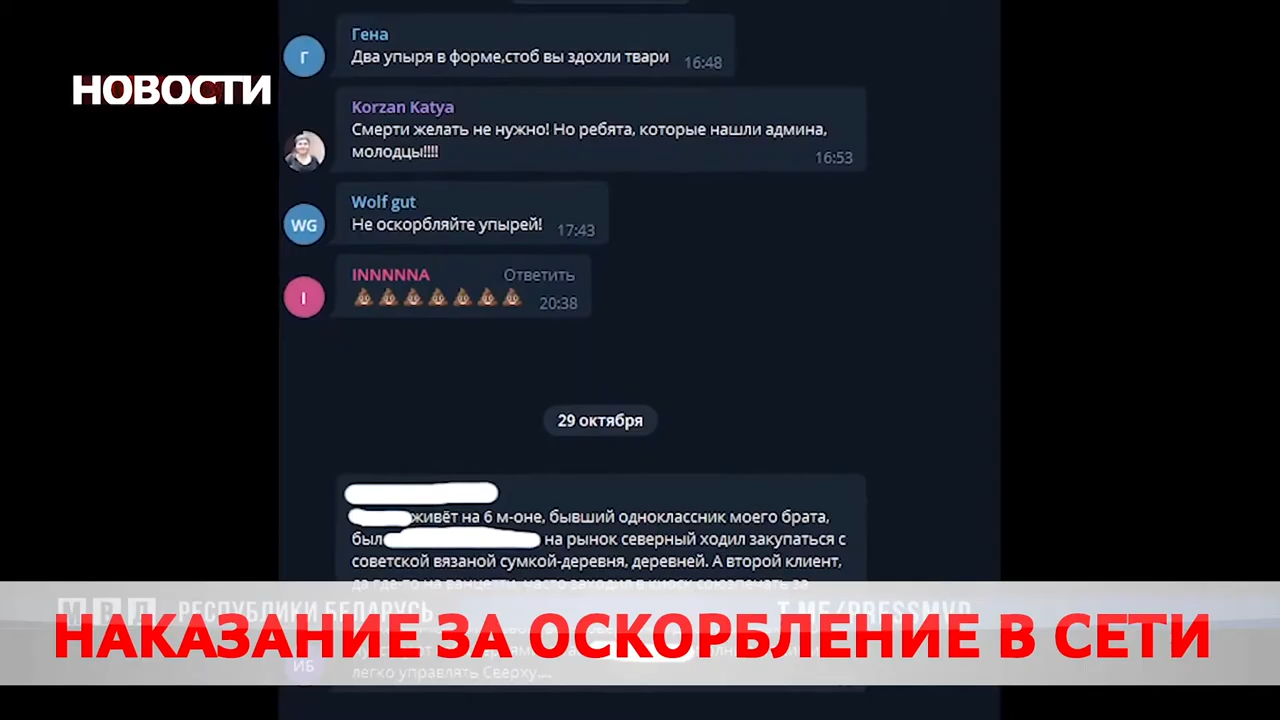 НОВОСТИ
Гена
Два упыря в форме,стоб вы здохли твари 16:48
Г
Korzan Katya
Смерти желать не нужно! Но ребята, которые нашли админа,
молодцы!!!! 16:53
Wolf gut
Не оскорбляйте упырей! 17:43
WG
INNNNNA Ответить
💩💩💩💩💩💩💩 20:38
I
29 октября
живёт на 6 м-оне, бывший одноклассник моего брата,
был на рынок северный ходил закупаться с
советской вязаной сумкой-деревня, деревней. А второй клиент,
МВД РЕСПУБЛИКИ БЕЛАРУСЬ T.ME/PRESSMVD
НАКАЗАНИЕ ЗА ОСКОРБЛЕНИЕ В СЕТИ
ИБ
легко управлять Сверху....